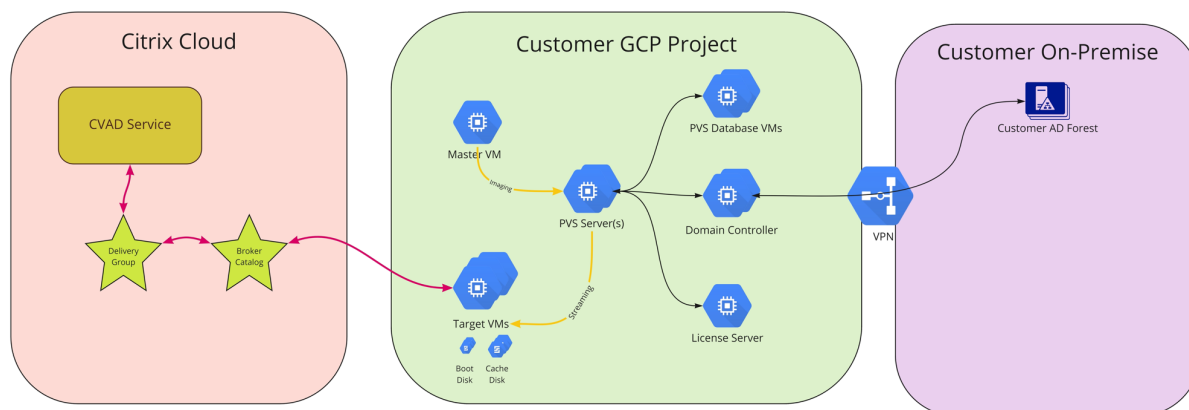 Citrix Cloud
CVAD Service
Delivery
Group
Broker
Catalog
Customer GCP Project
Master VM
Imaging
PVS Server(s)
Streaming
Target VMs
Boot
Disk
Cache
Disk
PVS Database VMs
Domain Controller
License Server
VPN
Customer On-Premise
Customer AD Forest